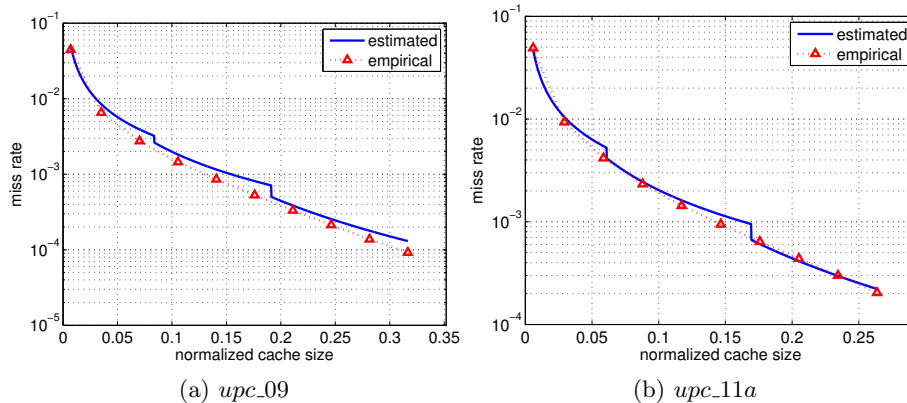 10^-1
10^-2
10^-3
10^-4
10^-5
miss rate
0 0.05 0.1 0.15 0.2 0.25 0.3 0.35
normalized cache size
estimated
empirical
(a) upc_09
10^-1
10^-2
10^-3
10^-4
miss rate
0 0.05 0.1 0.15 0.2 0.25
normalized cache size
estimated
empirical
(b) upc_11a